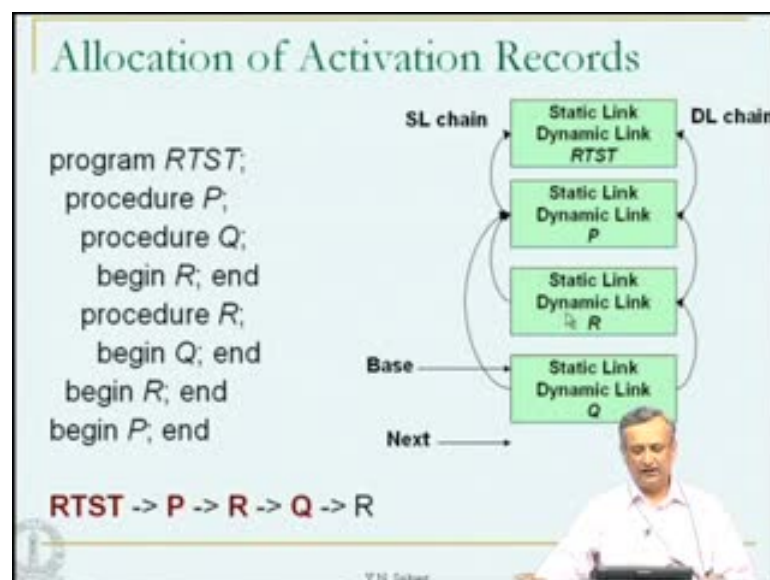 Allocation of Activation Records
program RTST;
procedure P;
procedure Q;
begin R; end
procedure R;
begin Q; end
begin R; end
begin P; end
RTST -> P -> R -> Q -> R
SL chain
DL chain
Static Link
Dynamic Link
RTST
Static Link
Dynamic Link
P
Static Link
Dynamic Link
R
Base
Static Link
Dynamic Link
Q
Next